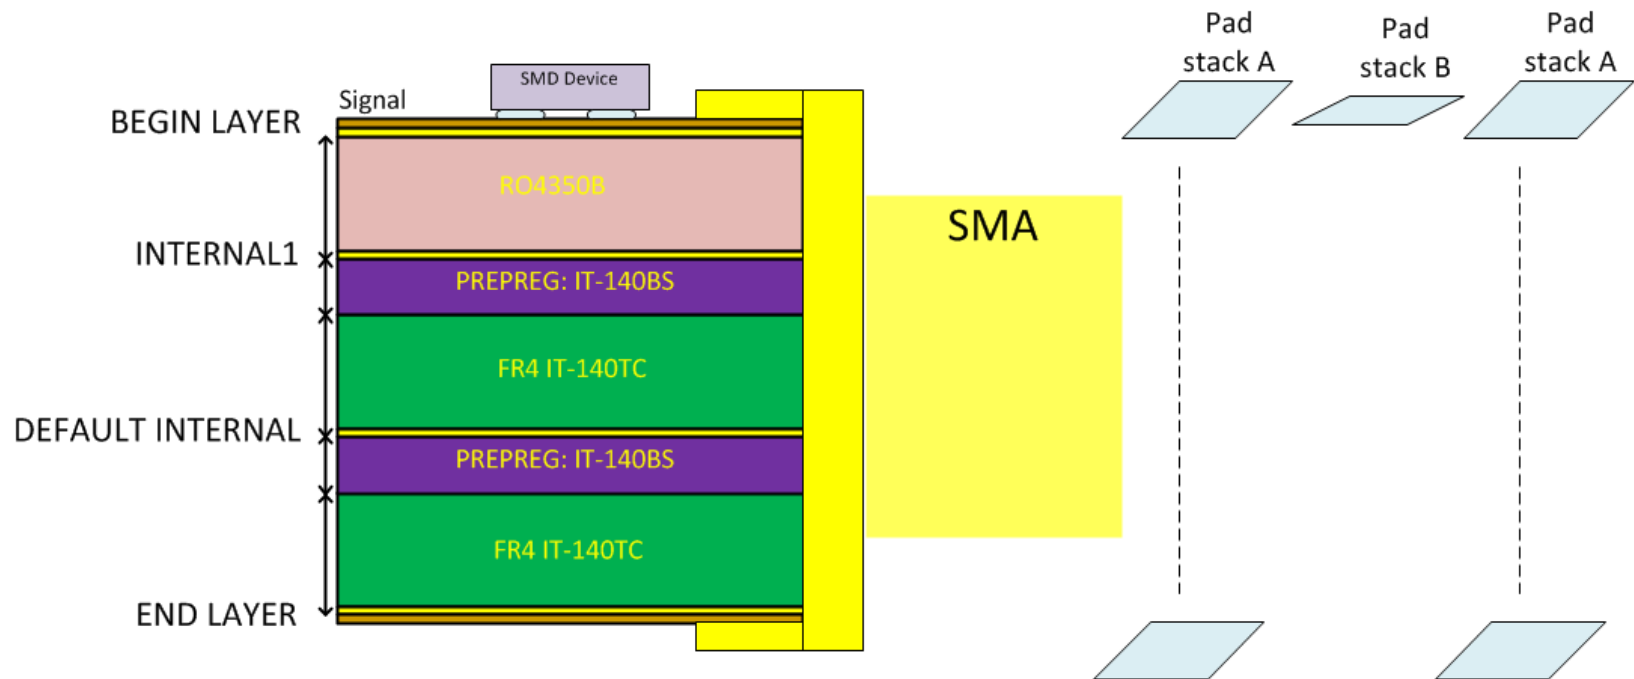 Pad
stack A
Pad
stack B
Pad
stack A
SMD Device
Signal
BEGIN LAYER
RO4350B
SMA
INTERNAL1
PREPREG: IT-140BS
FR4 IT-140TC
DEFAULT INTERNAL
PREPREG: IT-140BS
FR4 IT-140TC
END LAYER